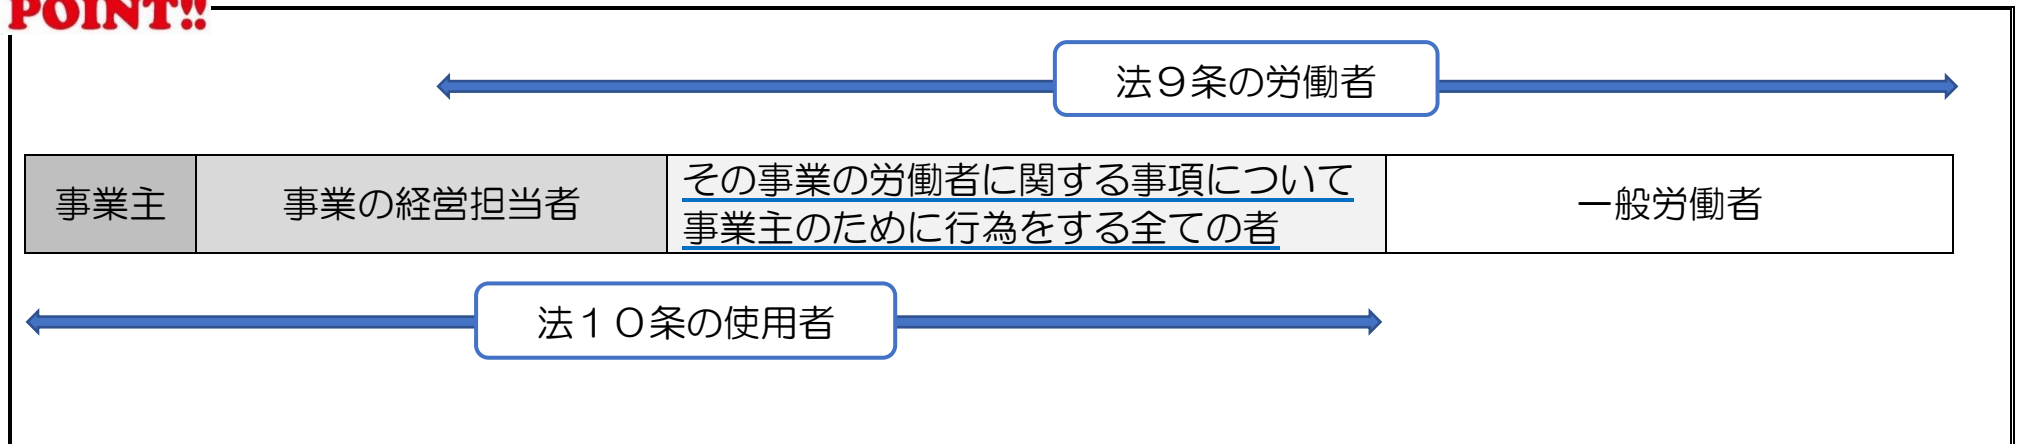 POINT!!
法９条の労働者
事業主
事業の経営担当者
その事業の労働者に関する事項について
事業主のために行為をする全ての者
一般労働者
法１０条の使用者